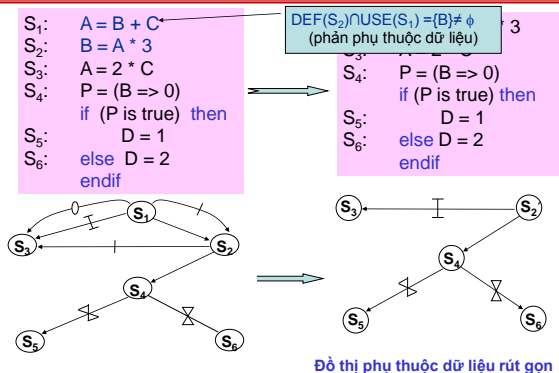 S1: A = B + C
S2: B = A * 3
S3: A = 2 * C
S4: P = (B => 0)
if (P is true) then
S5: D = 1
S6: else D = 2
endif
DEF(S2)∩USE(S1) ={B}≠ ϕ
(phản phụ thuộc dữ liệu)
* 3
S4: P = (B => 0)
if (P is true) then
S5: D = 1
S6: else D = 2
endif
S1
S3
S2
S4
S5
S6
S3
S2'
S4
S5
S6
Đồ thị phụ thuộc dữ liệu rút gọn